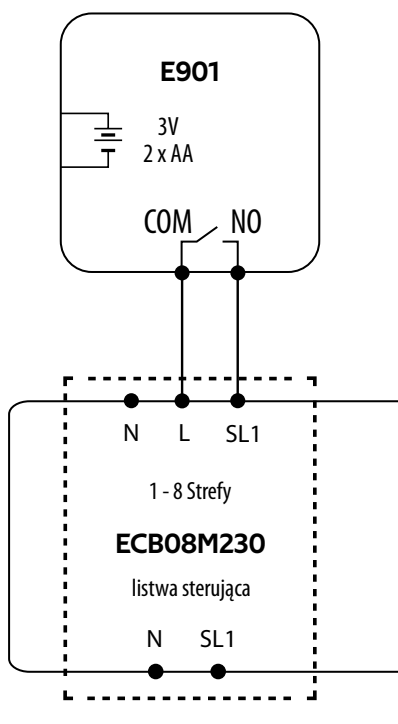 E901
3V
2 x AA
COM NO
N L SL1
1 - 8 Strefy
ECB08M230
listwa sterująca
N SL1